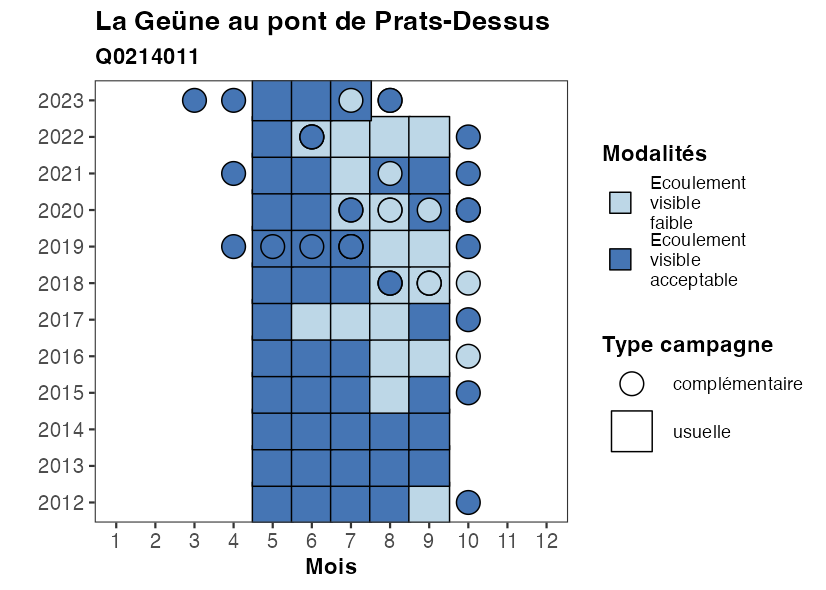 La Geüne au pont de Prats-Dessus
Q0214011
2023
2022
2021
2020
2019
2018
2017
2016
2015
2014
2013
2012
1 2 3 4 5 6 7 8 9 10 11 12
Mois
Modalités
Ecoulement
visible
faible
Ecoulement
visible
acceptable
Type campagne
complémentaire
usuelle